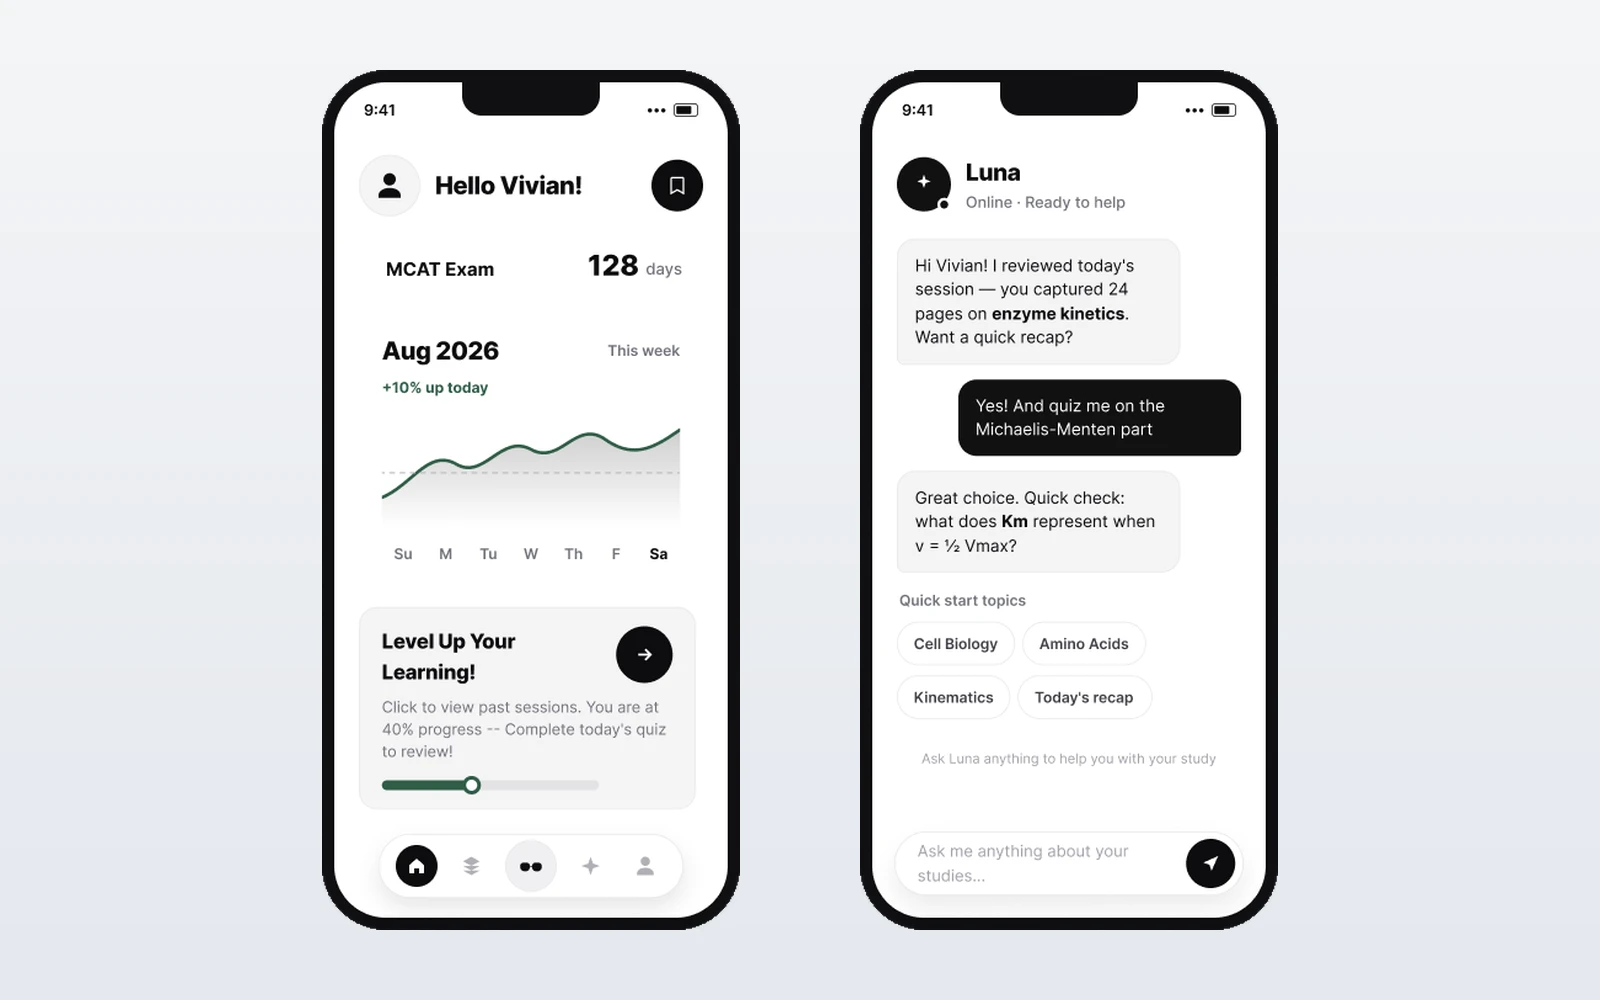 9:41
Hello Vivian!
MCAT Exam
128 days
Aug 2026
This week
+10% up today
Su M Tu W Th F Sa
Level Up Your
Learning!
Click to view past sessions. You are at
40% progress -- Complete today's quiz
to review!
9:41
Luna
Online · Ready to help
Hi Vivian! I reviewed today's
session — you captured 24
pages on enzyme kinetics.
Want a quick recap?
Yes! And quiz me on the
Michaelis-Menten part
Great choice. Quick check:
what does Km represent when
v = ½ Vmax?
Quick start topics
Cell Biology
Amino Acids
Kinematics
Today's recap
Ask Luna anything to help you with your study
Ask me anything about your
studies...